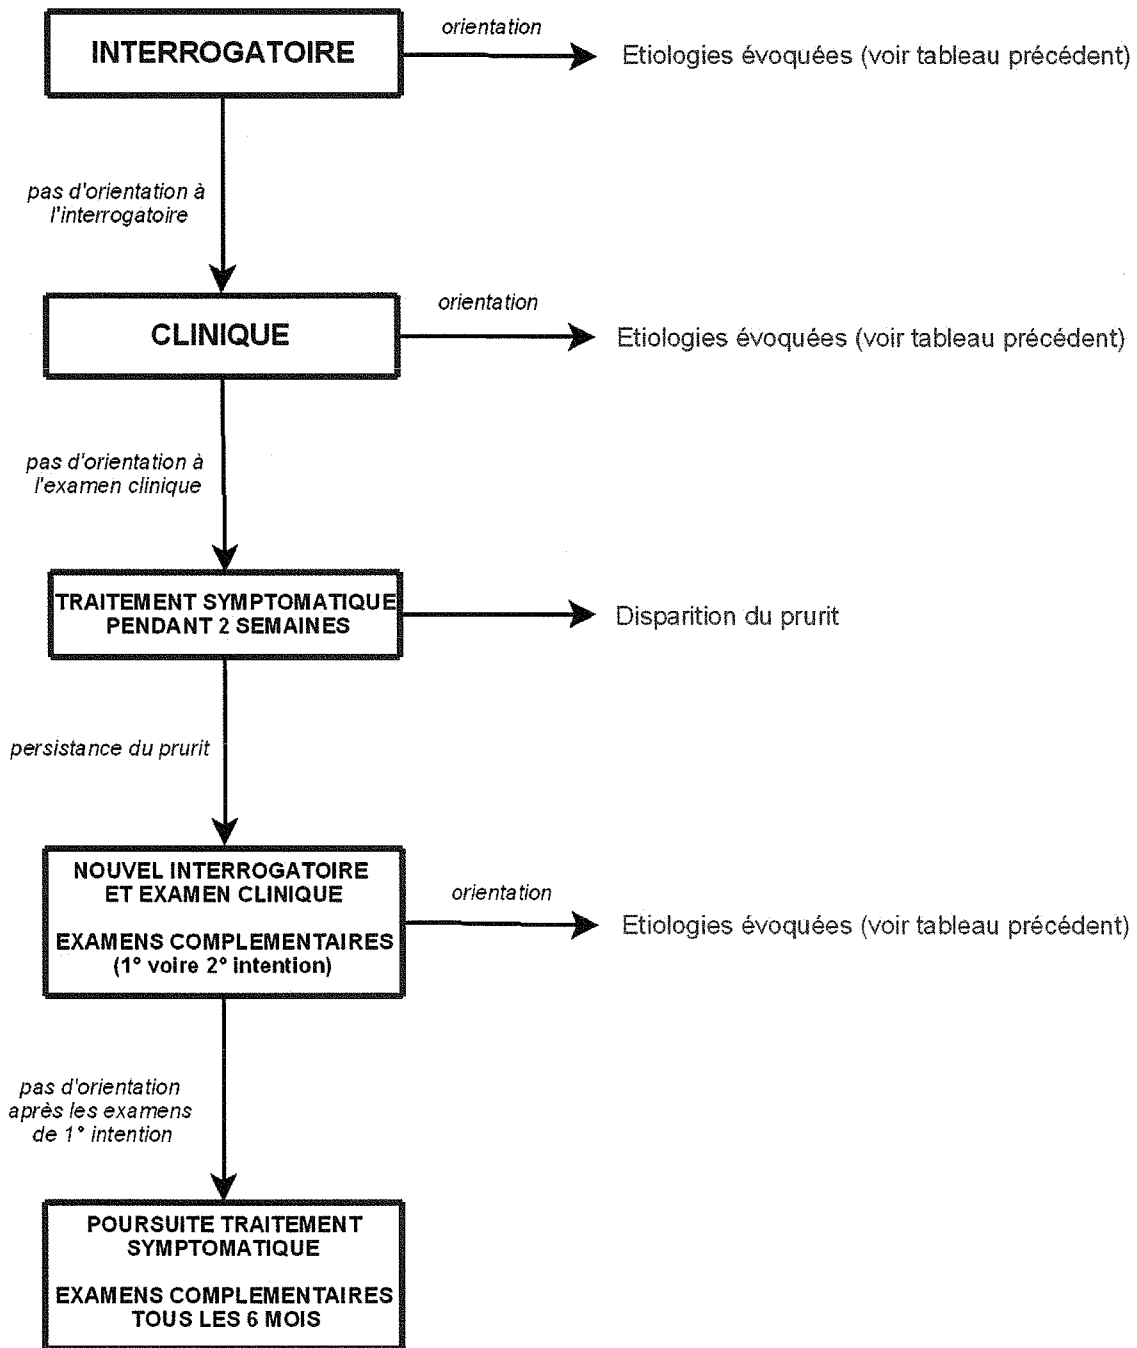 orientation
INTERROGATOIRE
Etiologies évoquées (voir tableau précédent)
pas d'orientation à
l'interrogatoire
orientation
CLINIQUE
Etiologies évoquées (voir tableau précédent)
pas d'orientation à
l'examen clinique
TRAITEMENT SYMPTOMATIQUE
PENDANT 2 SEMAINES
Disparition du prurit
persistance du prurit
NOUVEL INTERROGATOIRE
ET EXAMEN CLINIQUE
EXAMENS COMPLEMENTAIRES
(1° voire 2° intention)
orientation
Etiologies évoquées (voir tableau précédent)
pas d'orientation
après les examens
de 1° intention
POURSUITE TRAITEMENT
SYMPTOMATIQUE
EXAMENS COMPLEMENTAIRES
TOUS LES 6 MOIS